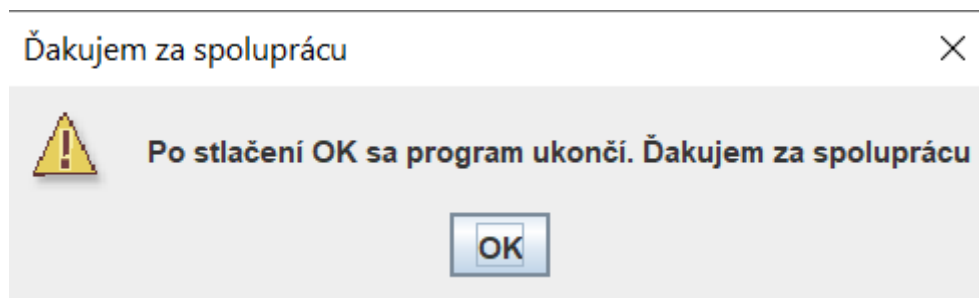 Ďakujem za spoluprácu
Po stlačení OK sa program ukončí. Ďakujem za spoluprácu
OK